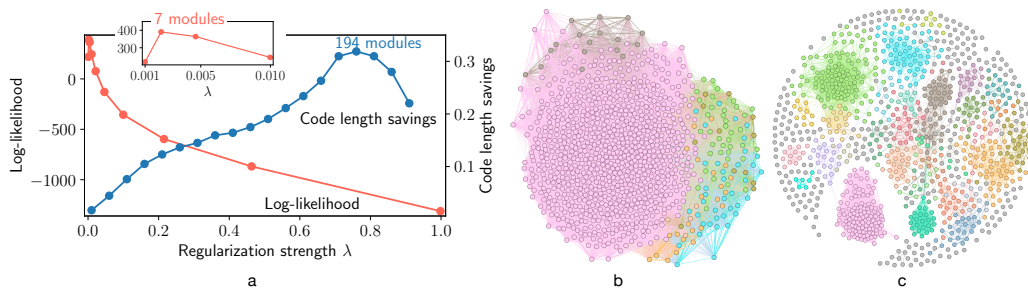 7 modules
400
300
0.001
0.005
0.010
λ
194 modules
0
−500
−1000
Log-likelihood
0.3
0.2
0.1
Code length savings
Code length savings
Log-likelihood
0.0
0.2
0.4
0.6
0.8
1.0
Regularization strength λ
a
b
c